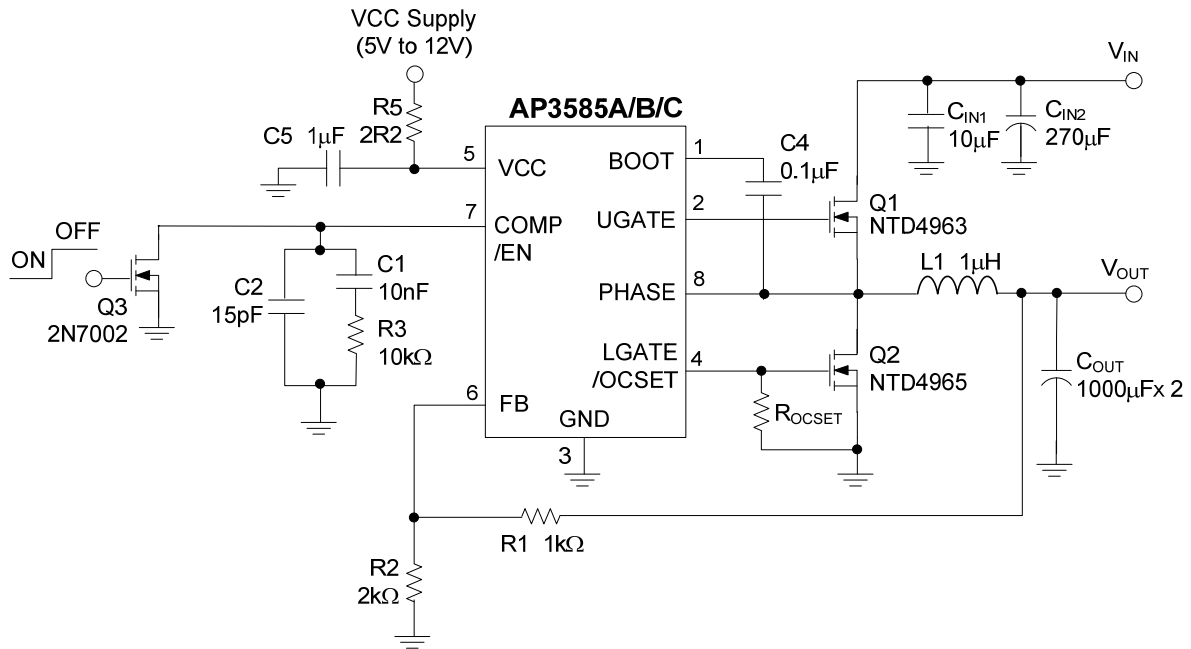 VCC Supply
(5V to 12V)
R5
2R2
C5 1µF
AP3585A/B/C
5
VCC
7
COMP
/EN
6
FB
GND
3
BOOT
1
UGATE
2
PHASE
8
LGATE
/OCSET
4
C4
0.1µF
VIN
CIN1
10µF
CIN2
270µF
Q1
NTD4963
L1 1µH
VOUT
Q2
NTD4965
ROCSET
COUT
1000µFx 2
OFF
ON
Q3
2N7002
C2
15pF
C1
10nF
R3
10kΩ
R1 1kΩ
R2
2kΩ